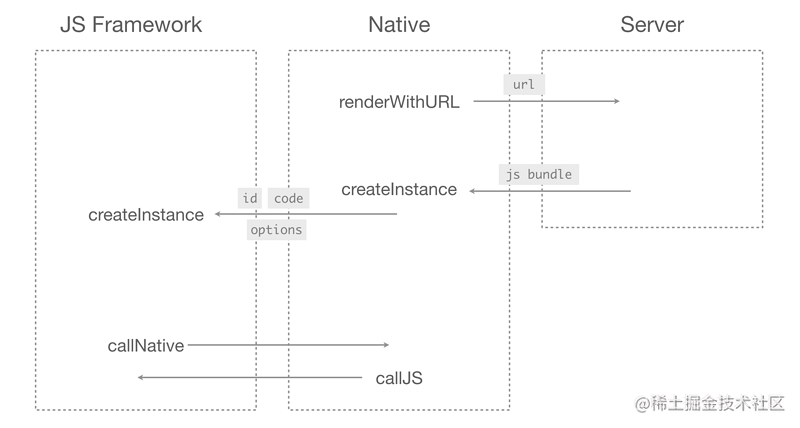 JS Framework Native Server
url
renderWithURL
js bundle
createInstance
id code
createInstance
options
callNative
callJS
@稀土掘金技术社区